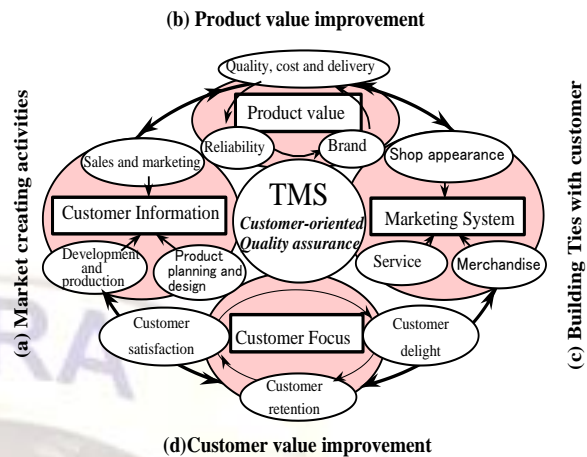 (b) Product value improvement
Quality, cost and delivery
Product value
Reliability
Brand
Sales and marketing
Shop appearance
TMS
Customer-oriented
Quality assurance
Customer Information
Marketing System
Development
and
production
Product
planning and
design
Service
Merchandise
Customer
satisfaction
Customer Focus
Customer
delight
Customer
retention
(a) Market creating activities
(c) Building Ties with customer
(d)Customer value improvement
RA